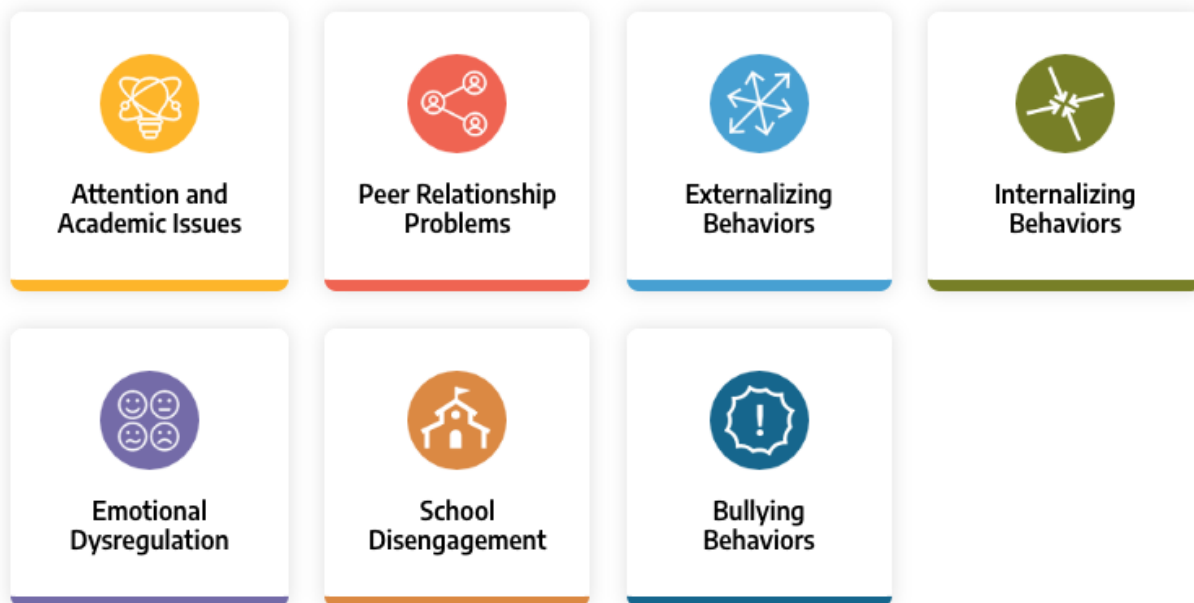 Attention and
Academic Issues
Peer Relationship
Problems
Externalizing
Behaviors
Internalizing
Behaviors
Emotional
Dysregulation
School
Disengagement
!
Bullying
Behaviors